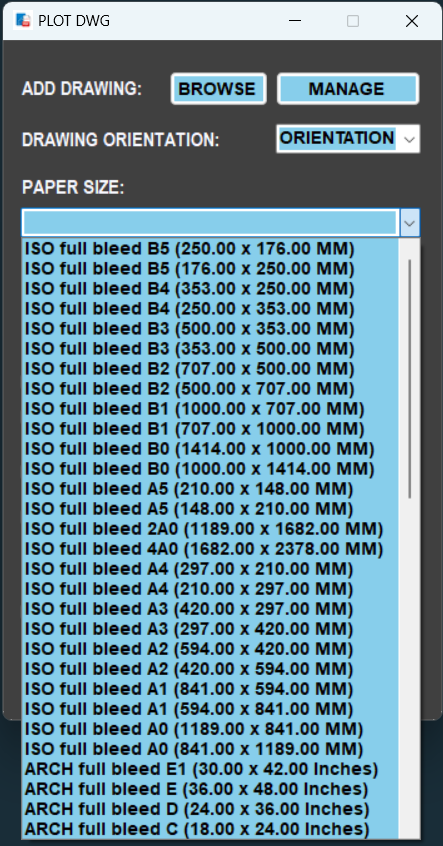 PLOT DWG
ADD DRAWING: BROWSE MANAGE
DRAWING ORIENTATION: ORIENTATION
PAPER SIZE:
ISO full bleed B5 (250.00 x 176.00 MM)
ISO full bleed B5 (176.00 x 250.00 MM)
ISO full bleed B4 (353.00 x 250.00 MM)
ISO full bleed B4 (250.00 x 353.00 MM)
ISO full bleed B3 (500.00 x 353.00 MM)
ISO full bleed B3 (353.00 x 500.00 MM)
ISO full bleed B2 (707.00 x 500.00 MM)
ISO full bleed B2 (500.00 x 707.00 MM)
ISO full bleed B1 (1000.00 x 707.00 MM)
ISO full bleed B1 (707.00 x 1000.00 MM)
ISO full bleed B0 (1414.00 x 1000.00 MM)
ISO full bleed B0 (1000.00 x 1414.00 MM)
ISO full bleed A5 (210.00 x 148.00 MM)
ISO full bleed A5 (148.00 x 210.00 MM)
ISO full bleed 2A0 (1189.00 x 1682.00 MM)
ISO full bleed 4A0 (1682.00 x 2378.00 MM)
ISO full bleed A4 (297.00 x 210.00 MM)
ISO full bleed A4 (210.00 x 297.00 MM)
ISO full bleed A3 (420.00 x 297.00 MM)
ISO full bleed A3 (297.00 x 420.00 MM)
ISO full bleed A2 (594.00 x 420.00 MM)
ISO full bleed A2 (420.00 x 594.00 MM)
ISO full bleed A1 (841.00 x 594.00 MM)
ISO full bleed A1 (594.00 x 841.00 MM)
ISO full bleed A0 (1189.00 x 841.00 MM)
ISO full bleed A0 (841.00 x 1189.00 MM)
ARCH full bleed E1 (30.00 x 42.00 Inches)
ARCH full bleed E (36.00 x 48.00 Inches)
ARCH full bleed D (24.00 x 36.00 Inches)
ARCH full bleed C (18.00 x 24.00 Inches)